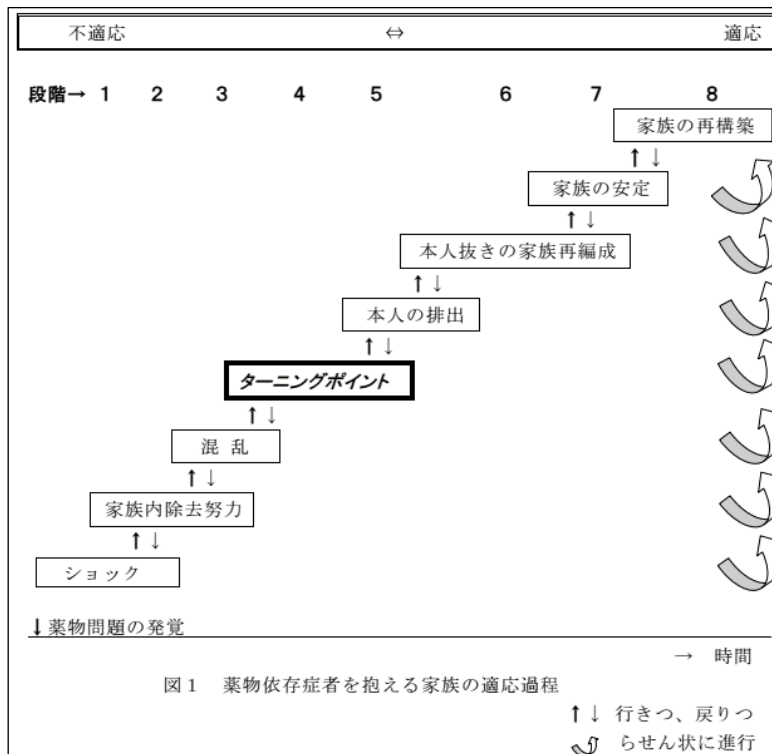 不適応 ⇔ 適応
段階→ 1 2 3 4 5 6 7 8
家族の再構築
↑ ↓
家族の安定
↑ ↓
本人抜きの家族再編成
↑ ↓
本人の排出
↑ ↓
ターニングポイント
↑ ↓
混 乱
↑ ↓
家族内除去努力
↑ ↓
ショック
↓薬物問題の発覚
→ 時間
図1 薬物依存症者を抱える家族の適応過程
↑ ↓ 行きつ、戻りつ
らせん状に進行